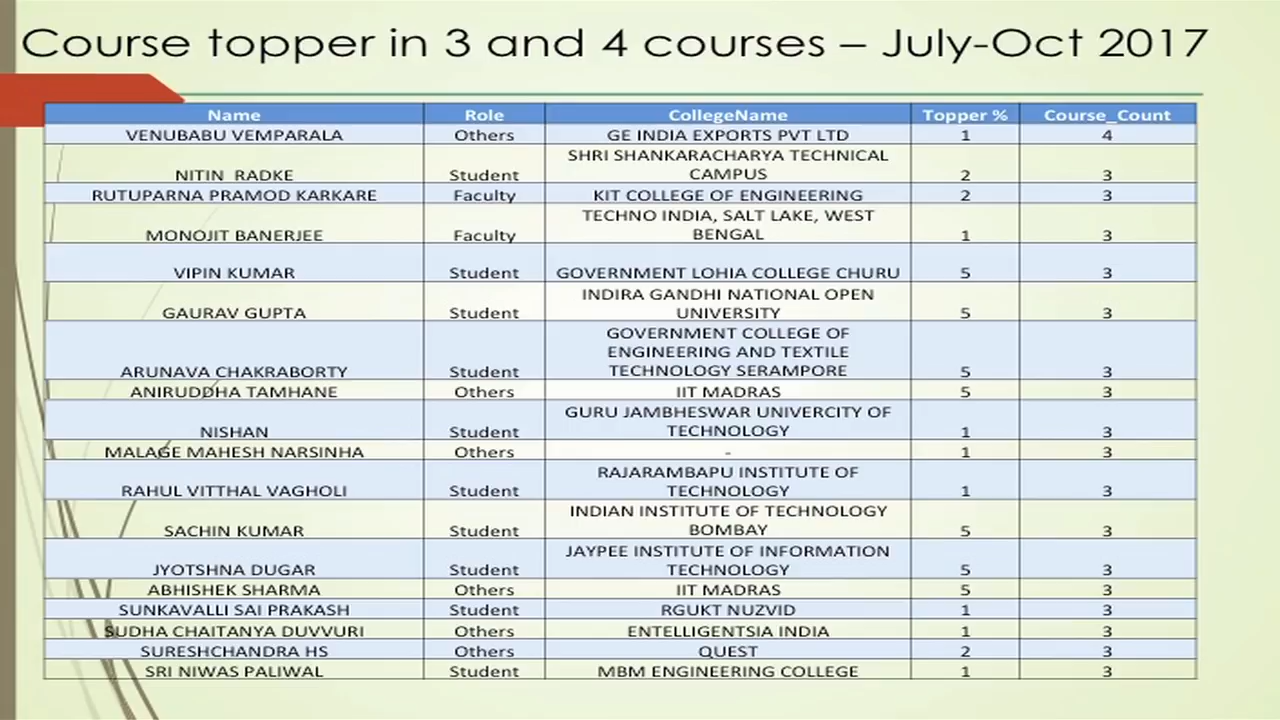 Course topper in 3 and 4 courses – July-Oct 2017
Name Role CollegeName Topper % Course_Count
VENUBABU VEMPARALA Others GE INDIA EXPORTS PVT LTD 1 4
SHRI SHANKARACHARYA TECHNICAL
NITIN RADKE Student CAMPUS 2 3
RUTUPARNA PRAMOD KARKARE Faculty KIT COLLEGE OF ENGINEERING 2 3
TECHNO INDIA, SALT LAKE, WEST
MONOJIT BANERJEE Faculty BENGAL 1 3
VIPIN KUMAR Student GOVERNMENT LOHIA COLLEGE CHURU 5 3
INDIRA GANDHI NATIONAL OPEN
GAURAV GUPTA Student UNIVERSITY 5 3
GOVERNMENT COLLEGE OF
ENGINEERING AND TEXTILE
ARUNAVA CHAKRABORTY Student TECHNOLOGY SERAMPORE 5 3
ANIRUDDHA TAMHANE Others IIT MADRAS 5 3
GURU JAMBHESWAR UNIVERCITY OF
NISHAN Student TECHNOLOGY 1 3
MALAGE MAHESH NARSINHA Others - 1 3
RAJARAMBAPU INSTITUTE OF
RAHUL VITTHAL VAGHOLI Student TECHNOLOGY 1 3
INDIAN INSTITUTE OF TECHNOLOGY
SACHIN KUMAR Student BOMBAY 5 3
JAYPEE INSTITUTE OF INFORMATION
JYOTSHNA DUGAR Student TECHNOLOGY 5 3
ABHISHEK SHARMA Others IIT MADRAS 5 3
SUNKAVALLI SAI PRAKASH Student RGUKT NUZVID 1 3
SUDHA CHAITANYA DUVVURI Others ENTELLIGENTSIA INDIA 1 3
SURESHCHANDRA HS Others QUEST 2 3
SRI NIWAS PALIWAL Student MBM ENGINEERING COLLEGE 1 3